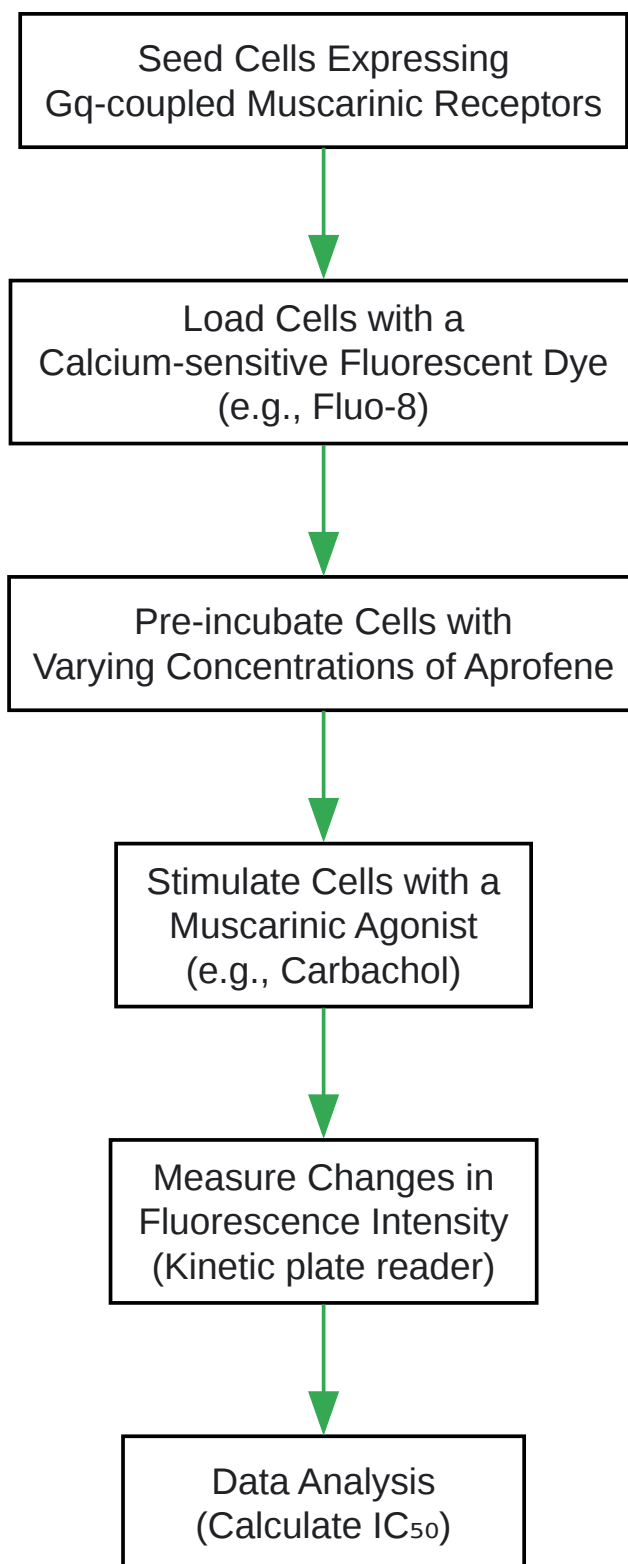 Seed Cells Expressing
Gq-coupled Muscarinic Receptors
Load Cells with a
Calcium-sensitive Fluorescent Dye
(e.g., Fluo-8)
Pre-incubate Cells with
Varying Concentrations of Aprofene
Stimulate Cells with a
Muscarinic Agonist
(e.g., Carbachol)
Measure Changes in
Fluorescence Intensity
(Kinetic plate reader)
Data Analysis
(Calculate IC₅₀)